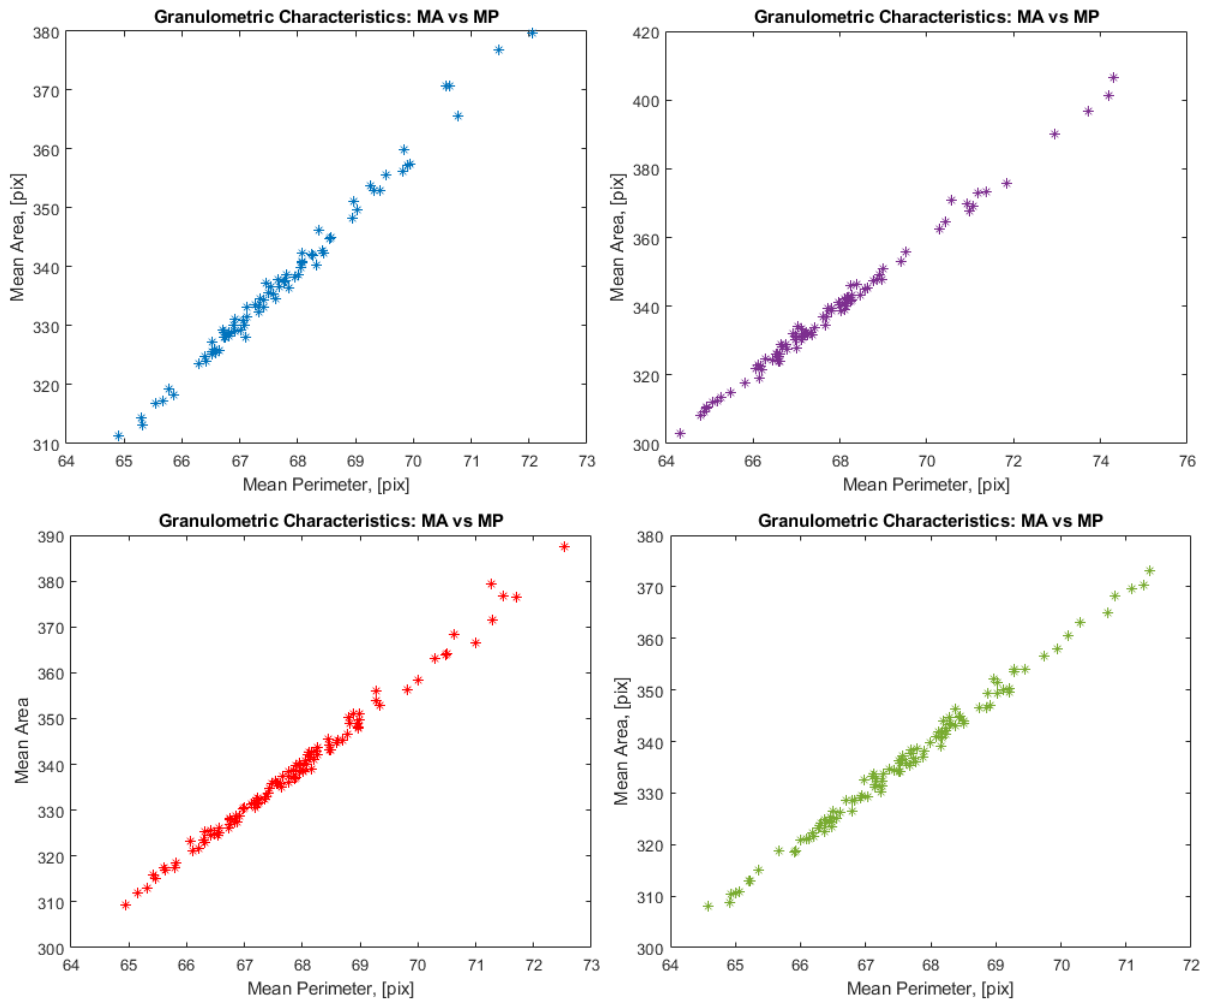 Granulometric Characteristics: MA vs MP
380
370
360
350
340
330
320
310
Mean Area, [pix]
64 65 66 67 68 69 70 71 72 73
Mean Perimeter, [pix]
Granulometric Characteristics: MA vs MP
420
400
380
360
340
320
300
Mean Area, [pix]
64 66 68 70 72 74 76
Mean Perimeter, [pix]
Granulometric Characteristics: MA vs MP
390
380
370
360
350
340
330
320
310
300
Mean Area
64 65 66 67 68 69 70 71 72 73
Mean Perimeter, [pix]
Granulometric Characteristics: MA vs MP
380
370
360
350
340
330
320
310
300
Mean Area, [pix]
64 65 66 67 68 69 70 71 72
Mean Perimeter, [pix]